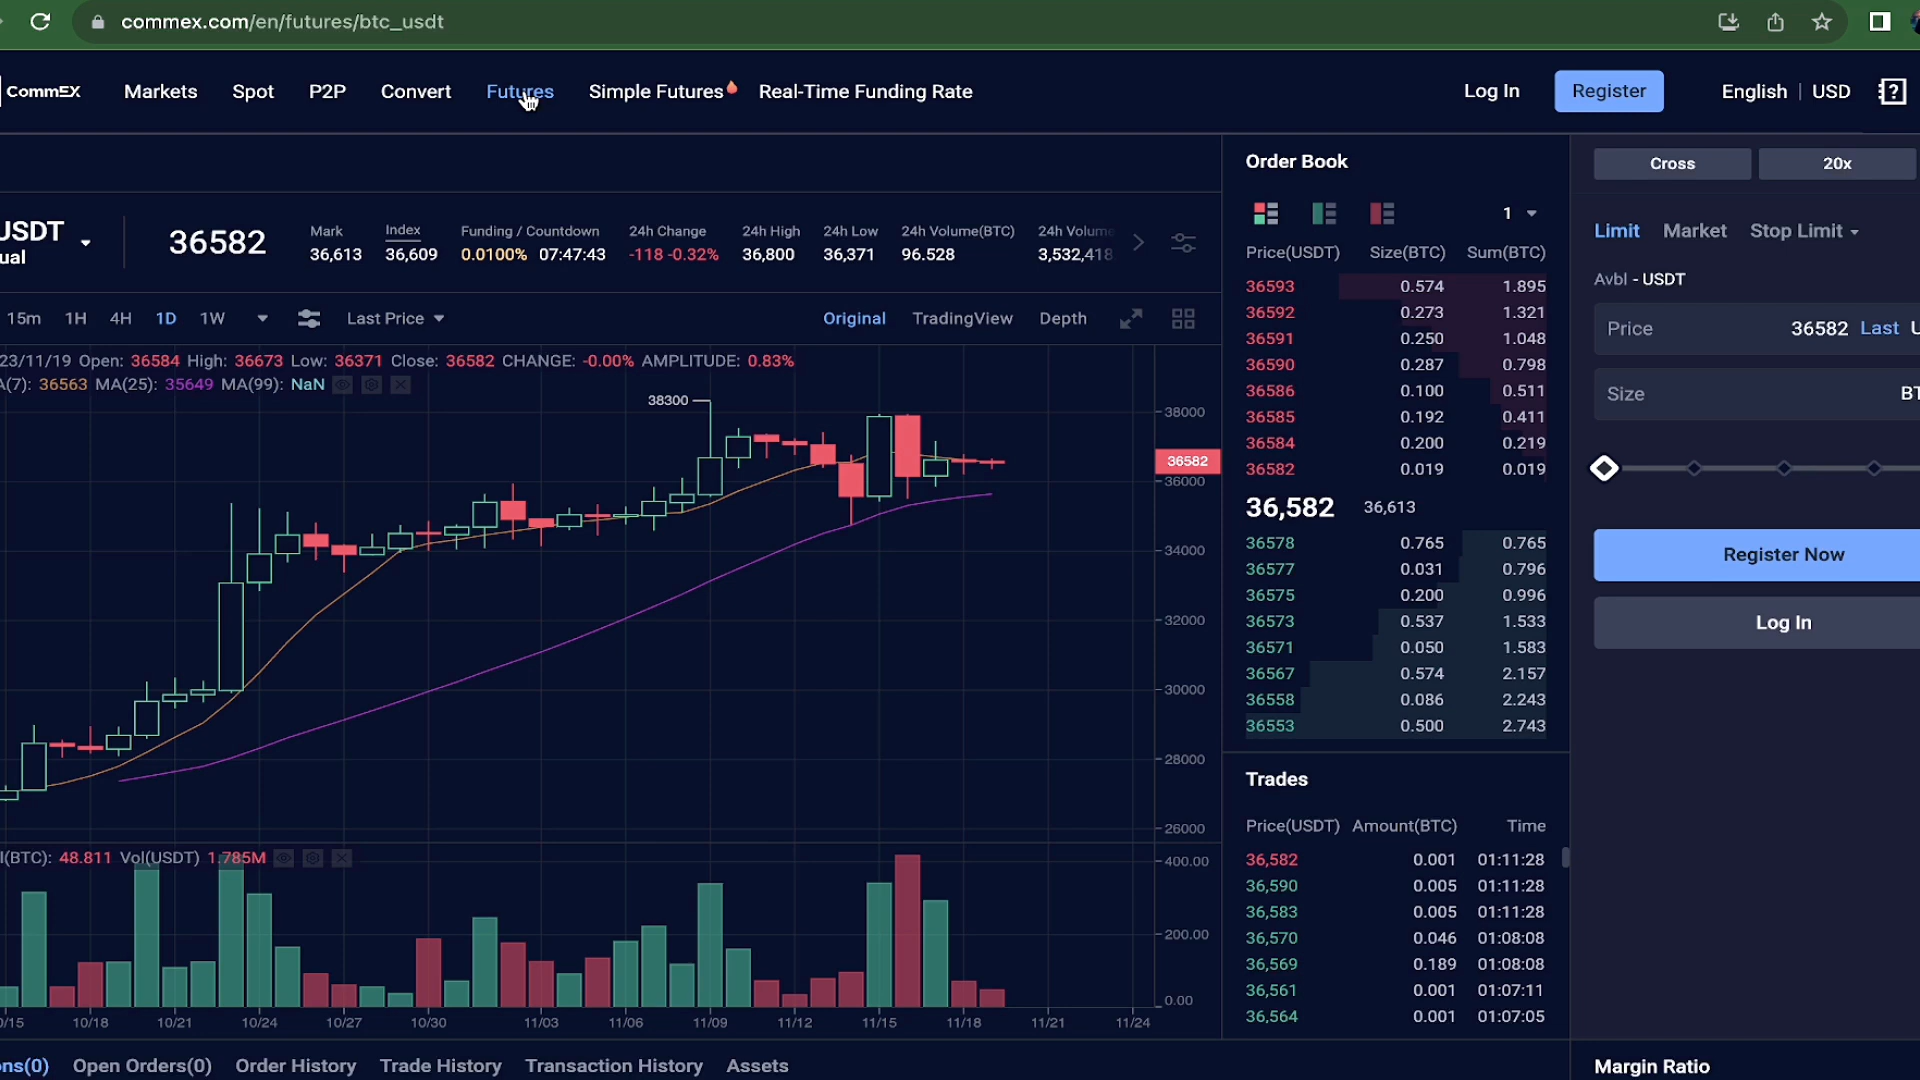 commex.com/en/futures/btc_usdt
CommEX Markets Spot P2P Convert Futures Simple Futures Real-Time Funding Rate Log In Register English | USD
USDT
ual
36582
Mark Index Funding / Countdown 24h Change 24h High 24h Low 24h Volume(BTC) 24h Volume
36,613 36,609 0.0100% 07:47:43 -118 -0.32% 36,800 36,371 96.528 3,532,418
15m 1H 4H 1D 1W Last Price Original TradingView Depth
23/11/19 Open: 36584 High: 36673 Low: 36371 Close: 36582 CHANGE: -0.00% AMPLITUDE: 0.83%
A(7): 36563 MA(25): 35649 MA(99): NaN
38300
38000
36582
36000
34000
32000
30000
28000
26000
l(BTC): 48.811 Vol(USDT) 1.785M
400.00
200.00
0.00
0/15 10/18 10/21 10/24 10/27 10/30 11/03 11/06 11/09 11/12 11/15 11/18 11/21 11/24
ons(0) Open Orders(0) Order History Trade History Transaction History Assets
Order Book
1
Price(USDT) Size(BTC) Sum(BTC)
36593 0.574 1.895
36592 0.273 1.321
36591 0.250 1.048
36590 0.287 0.798
36586 0.100 0.511
36585 0.192 0.411
36584 0.200 0.219
36582 0.019 0.019
36,582 36,613
36578 0.765 0.765
36577 0.031 0.796
36575 0.200 0.996
36573 0.537 1.533
36571 0.050 1.583
36567 0.574 2.157
36558 0.086 2.243
36553 0.500 2.743
Trades
Price(USDT) Amount(BTC) Time
36,582 0.001 01:11:28
36,590 0.005 01:11:28
36,583 0.005 01:11:28
36,570 0.046 01:08:08
36,569 0.189 01:08:08
36,561 0.001 01:07:11
36,564 0.001 01:07:05
Cross 20x
Limit Market Stop Limit
Avbl - USDT
Price 36582 Last U
Size BT
Register Now
Log In
Margin Ratio